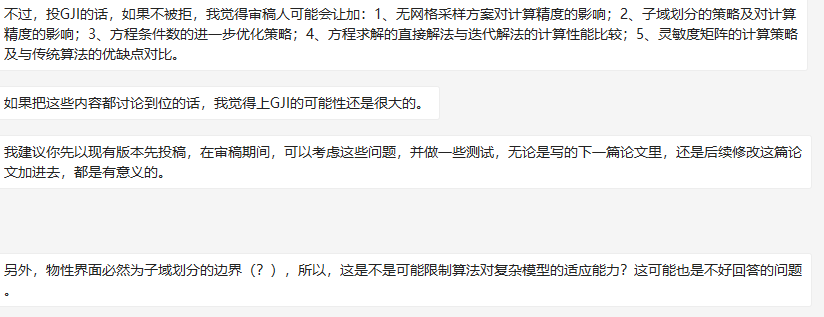 不过，投GJI的话，如果不被拒，我觉得审稿人可能会让加：1、无网格采样方案对计算精度的影响；2、子域划分的策略及对计算
精度的影响；3、方程条件数的进一步优化策略；4、方程求解的直接解法与迭代解法的计算性能比较；5、灵敏度矩阵的计算策略
及与传统算法的优缺点对比。
如果把这些内容都讨论到位的话，我觉得上GJI的可能性还是很大的。
我建议你先以现有版本先投稿，在审稿期间，可以考虑这些问题，并做一些测试，无论是写的下一篇论文里，还是后续修改这篇论
文加进去，都是有意义的。
另外，物性界面必然为子域划分的边界（？），所以，这是不是可能限制算法对复杂模型的适应能力？这可能也是不好回答的问题
。